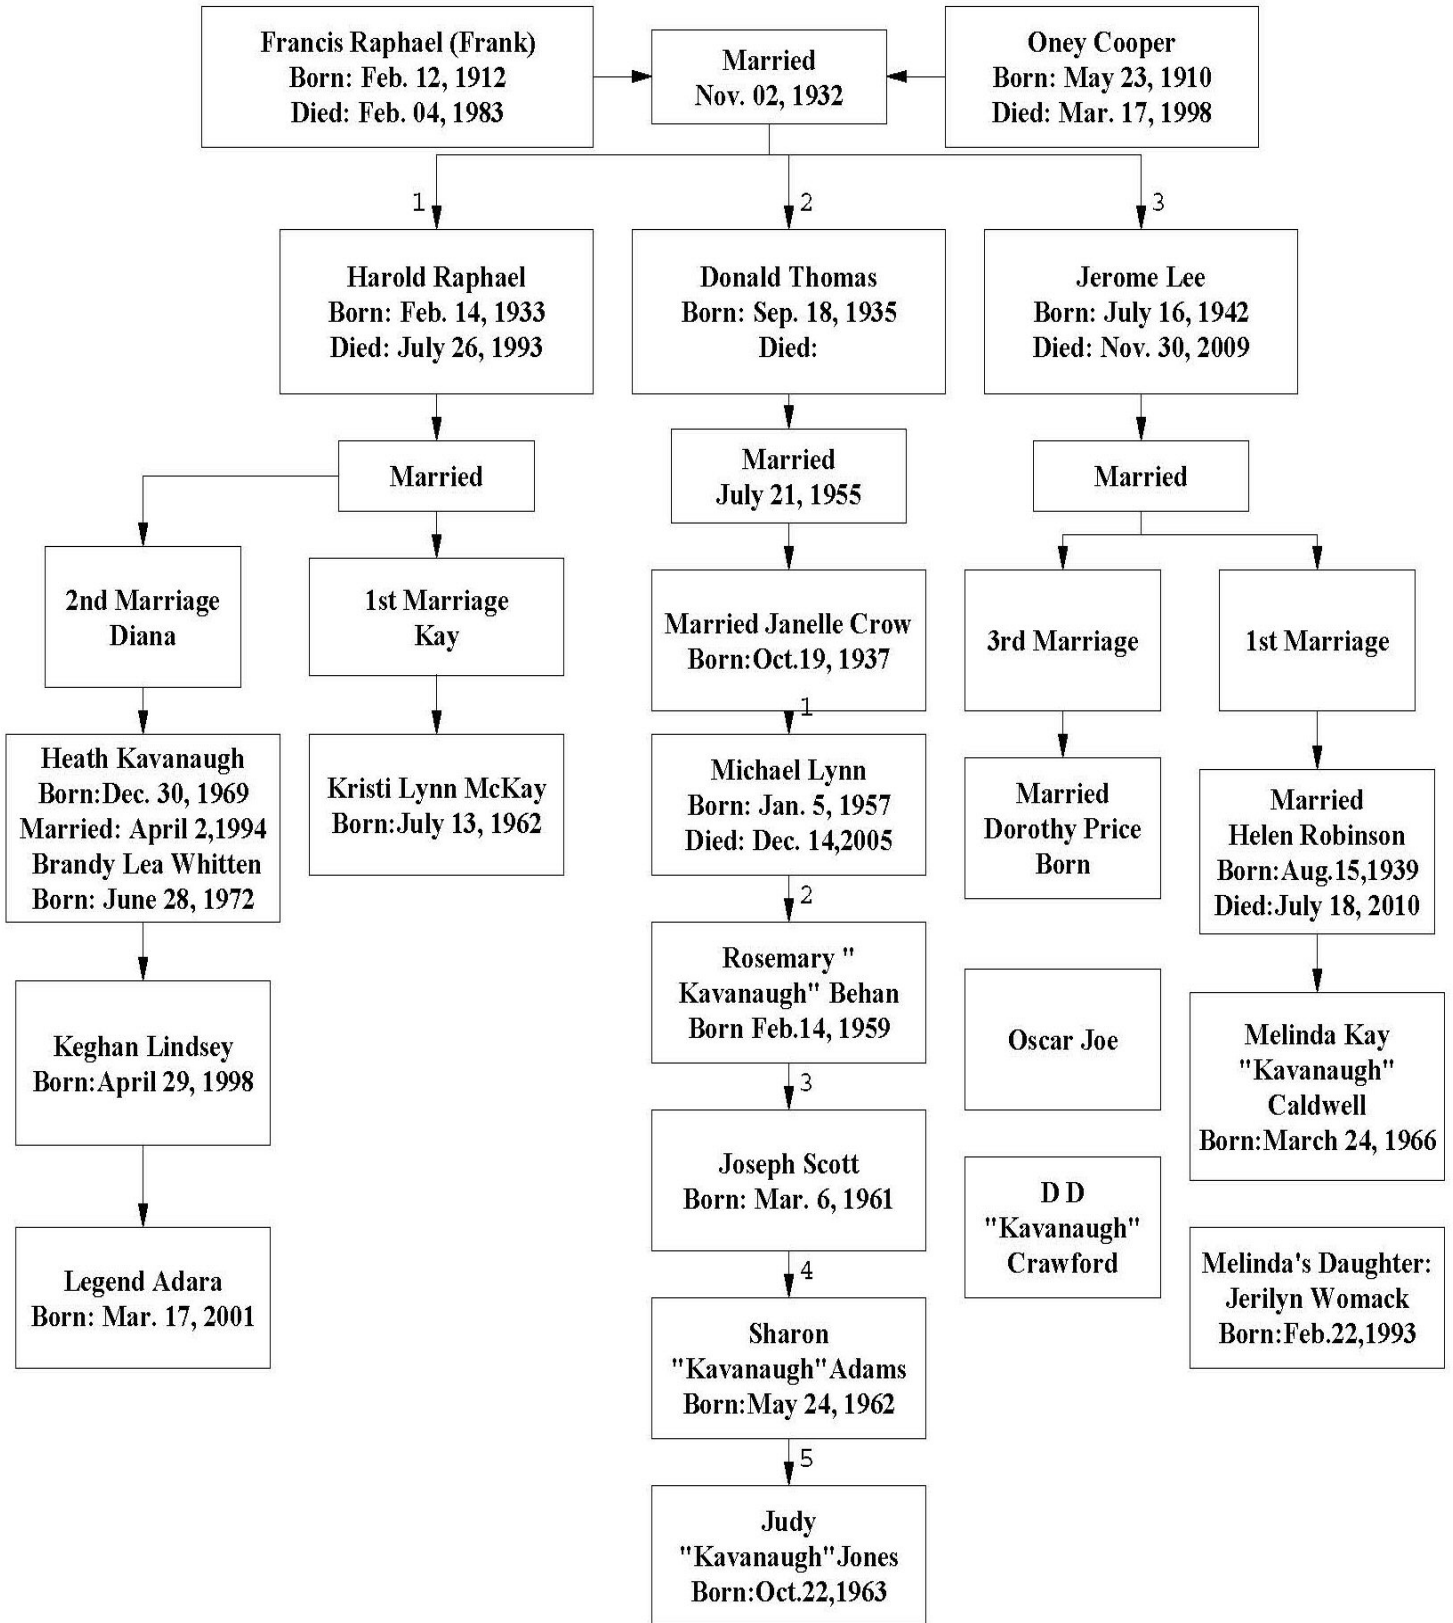 Francis Raphael (Frank)
Born: Feb. 12, 1912
Died: Feb. 04, 1983
Married
Nov. 02, 1932
Oney Cooper
Born: May 23, 1910
Died: Mar. 17, 1998
1
2
3
Harold Raphael
Born: Feb. 14, 1933
Died: July 26, 1993
Donald Thomas
Born: Sep. 18, 1935
Died:
Jerome Lee
Born: July 16, 1942
Died: Nov. 30, 2009
Married
Married
July 21, 1955
Married
2nd Marriage
Diana
1st Marriage
Kay
Married Janelle Crow
Born:Oct.19, 1937
3rd Marriage
1st Marriage
1
Heath Kavanaugh
Born:Dec. 30, 1969
Married: April 2,1994
Brandy Lea Whitten
Born: June 28, 1972
Kristi Lynn McKay
Born:July 13, 1962
Michael Lynn
Born: Jan. 5, 1957
Died: Dec. 14,2005
Married
Dorothy Price
Born
Married
Helen Robinson
Born:Aug.15,1939
Died:July 18, 2010
2
Keghan Lindsey
Born:April 29, 1998
Rosemary "
Kavanaugh" Behan
Born Feb.14, 1959
Oscar Joe
Melinda Kay
"Kavanaugh"
Caldwell
Born:March 24, 1966
3
Joseph Scott
Born: Mar. 6, 1961
D D
"Kavanaugh"
Crawford
Legend Adara
Born: Mar. 17, 2001
4
Sharon
"Kavanaugh"Adams
Born:May 24, 1962
Melinda's Daughter:
Jerilyn Womack
Born:Feb.22,1993
5
Judy
"Kavanaugh"Jones
Born:Oct.22,1963